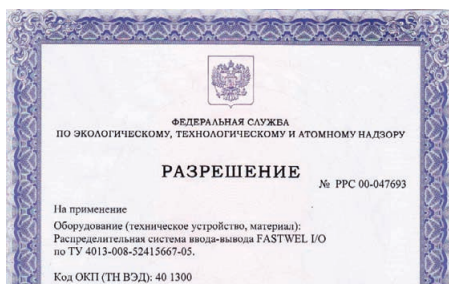 ФЕДЕРАЛЬНАЯ СЛУЖБА
ПО ЭКОЛОГИЧЕСКОМУ, ТЕХНОЛОГИЧЕСКОМУ И АТОМНОМУ НАДЗОРУ
РАЗРЕШЕНИЕ
№ РРС 00-047693
На применение
Оборудование (техническое устройство, материал):
Распределительная система ввода-вывода FASTWEL I/O
по ТУ 4013-008-52415667-05.
Код ОКП (ТН ВЭД): 40 1300